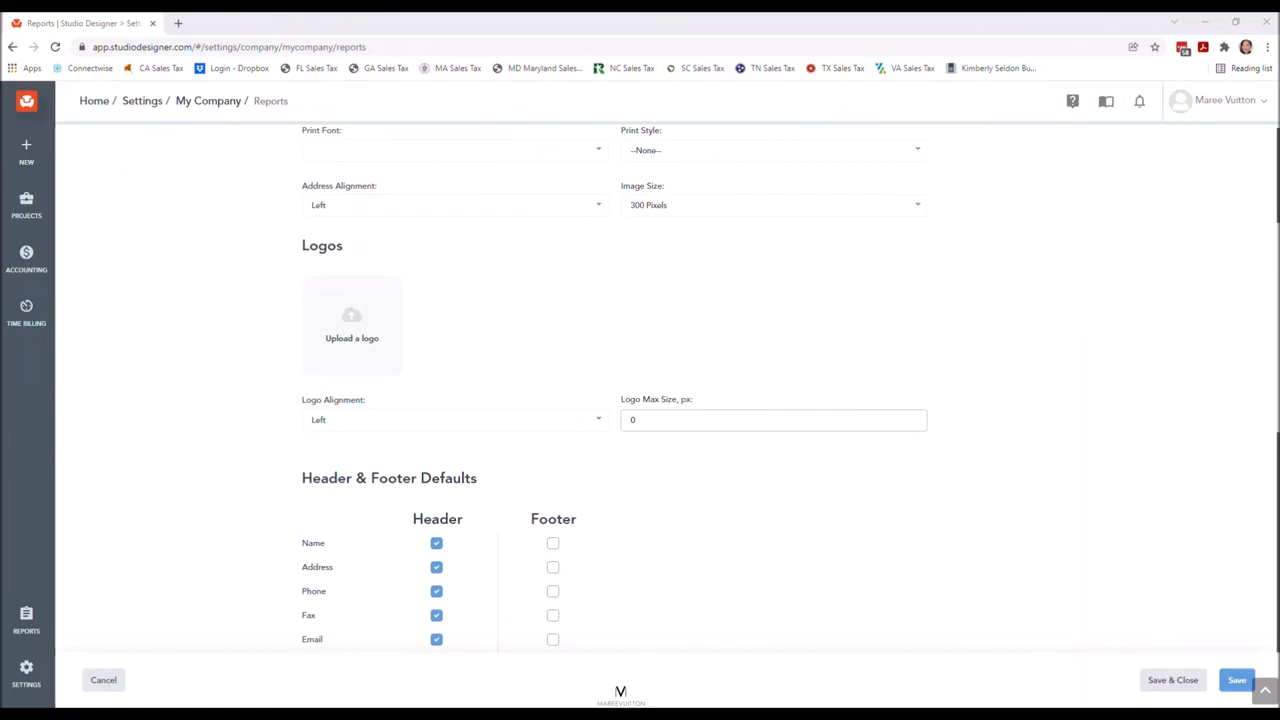 Reports | Studio Designer > Sett
app.studiodesigner.com/#/settings/company/mycompany/reports
58
Apps Connectwise CA Sales Tax Login - Dropbox FL Sales Tax GA Sales Tax MA Sales Tax MD Maryland Sales... NC Sales Tax SC Sales Tax TN Sales Tax TX Sales Tax VA Sales Tax Kimberly Seldon Bu... Reading list
Home / Settings / My Company / Reports
Maree Vuitton
NEW
PROJECTS
ACCOUNTING
TIME BILLING
REPORTS
SETTINGS
Print Font: Print Style:
--None--
Address Alignment: Image Size:
Left 300 Pixels
Logos
Upload a logo
Logo Alignment: Logo Max Size, px:
Left 0
Header & Footer Defaults
Header Footer
Name
Address
Phone
Fax
Email
Cancel Save & Close Save
M
MAREEVUITTON